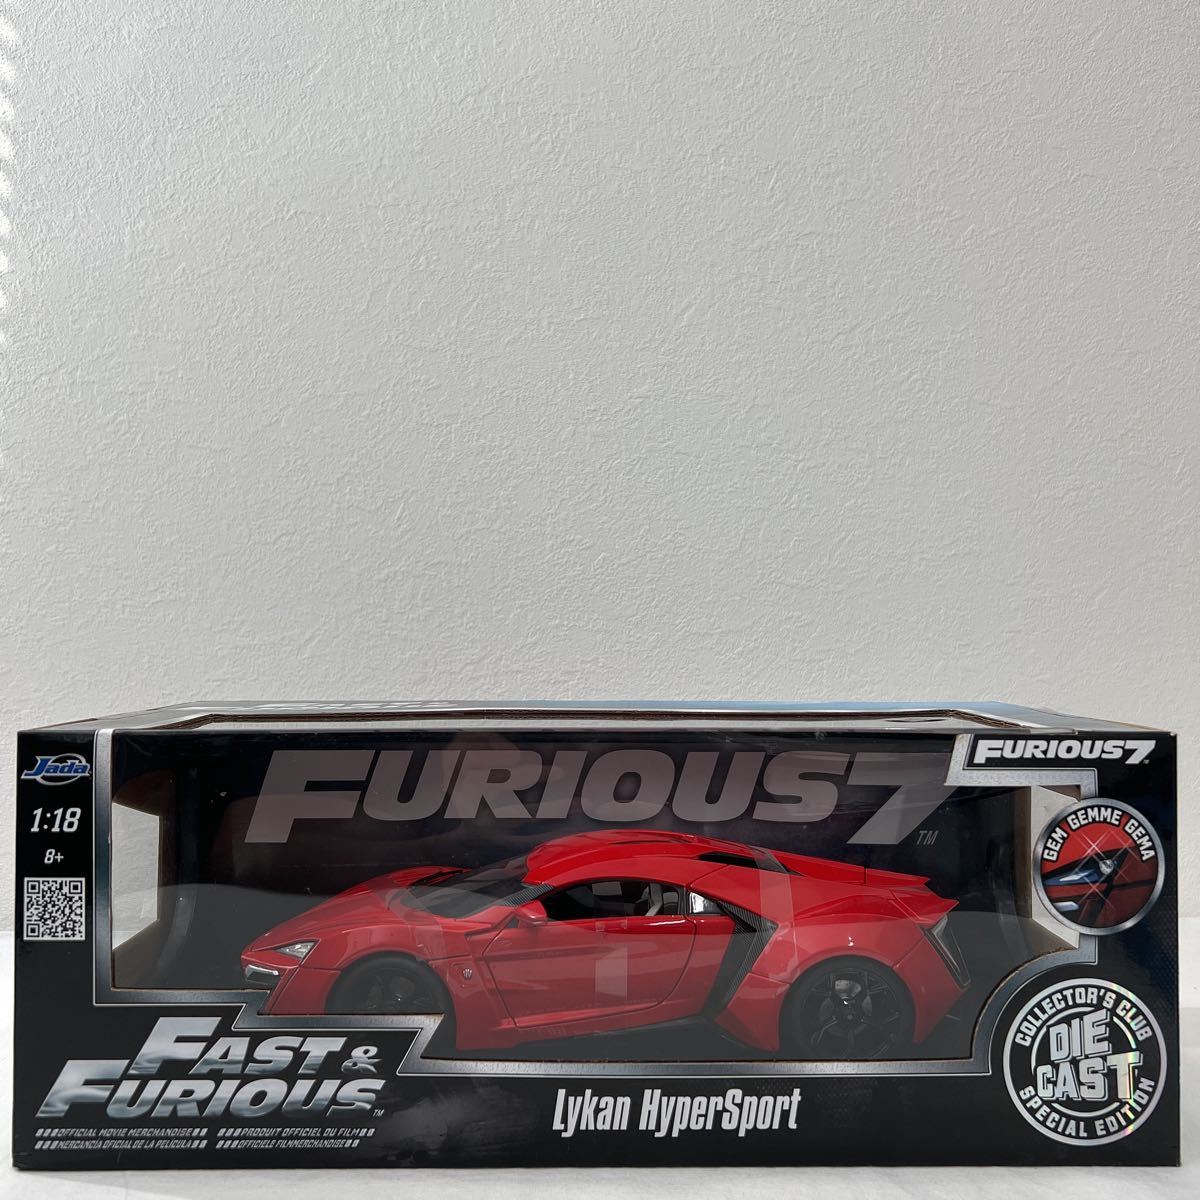 Jada
1:18
8+
FURIOUS7
TM
FURIOUS7
GEM GEMME GEMA
COLLECTOR'S CLUB
DIE
CAST
SPECIAL EDITION
FAST &
FURIOUS
TM
OFFICIAL MOVIE MERCHANDISE
PRODUIT OFFICIEL DU FILM
MERCANCÍA OFICIAL DE LA PELÍCULA
OFFICIELE FILMMERCHANDISE
Lykan HyperSport